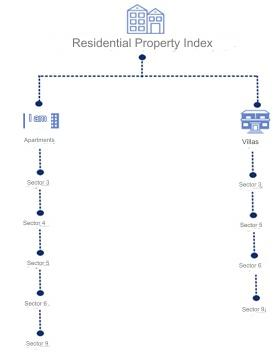 Residential Property Index
Apartments
Villas
Sector 3
Sector 4
Sector 5
Sector 6
Sector 9
Sector 3
Sector 5
Sector 6
Sector 9